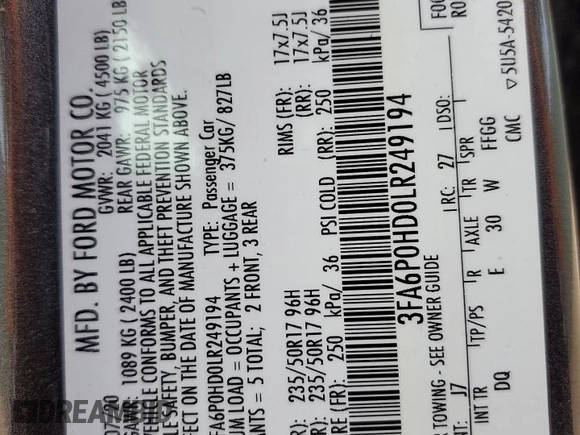 MFD. BY FORD MOTOR CO.
GVWR: 2041 KG ( 4500 LB)
GAWR: 1089 KG ( 2400 LB) REAR GAWR: 975 KG ( 2150 LB)
VEHICLE CONFORMS TO ALL APPLICABLE FEDERAL MOTOR
SAFETY, BUMPER, AND THEFT PREVENTION STANDARDS
ON THE DATE OF MANUFACTURE SHOWN ABOVE.
FA6P0HD0LR249194 TYPE: Passenger Car
LOAD = OCCUPANTS + LUGGAGE = 375KG/ 827LB
= 5 TOTAL; 2 FRONT, 3 REAR
235/50R17 96H RIMS (FR): 17x7.5J
235/50R17 96H (RR): 17x7.5J
(FR): 250 kPa/ 36 PSI COLD (RR): 250 kPa/ 36
3FA6P0HD0LR249194
TOWING - SEE OWNER GUIDE RC: 27 DSO:
J7
INT TR TP/PS R AXLE TR SPR
DQ E 30 W FFGG
CMC ▽5U5A-5420
DREAMBID